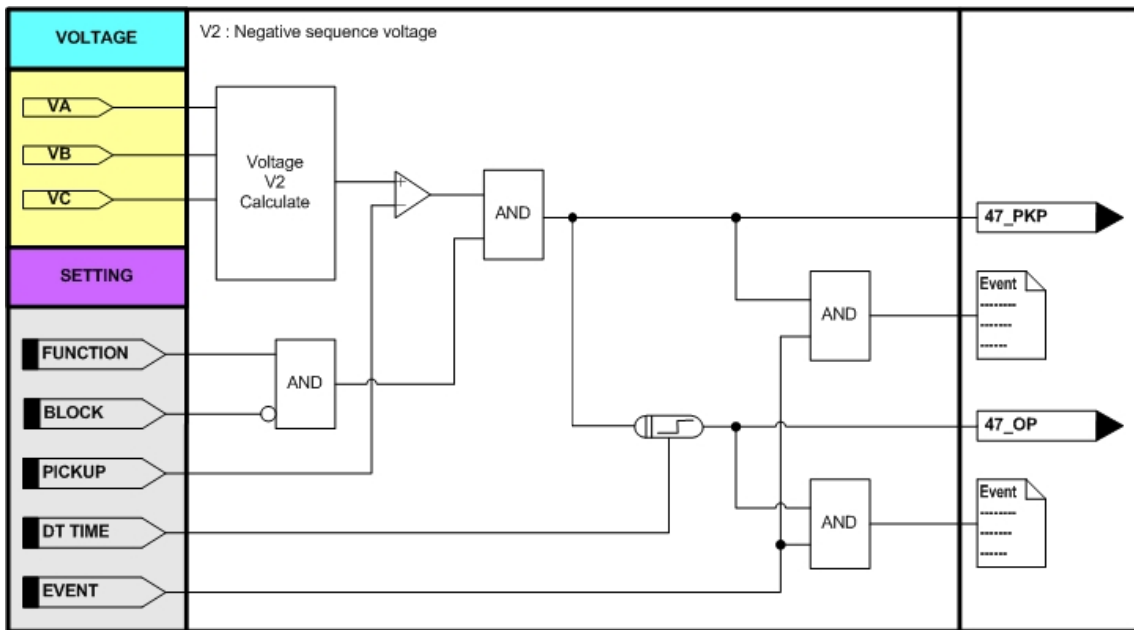 VOLTAGE
V2 : Negative sequence voltage
VA
VB
VC
Voltage
V2
Calculate
+
−
AND
47_PKP
SETTING
Event
--------
-------
------
AND
FUNCTION
AND
BLOCK
47_OP
PICKUP
Event
--------
-------
------
AND
DT TIME
EVENT